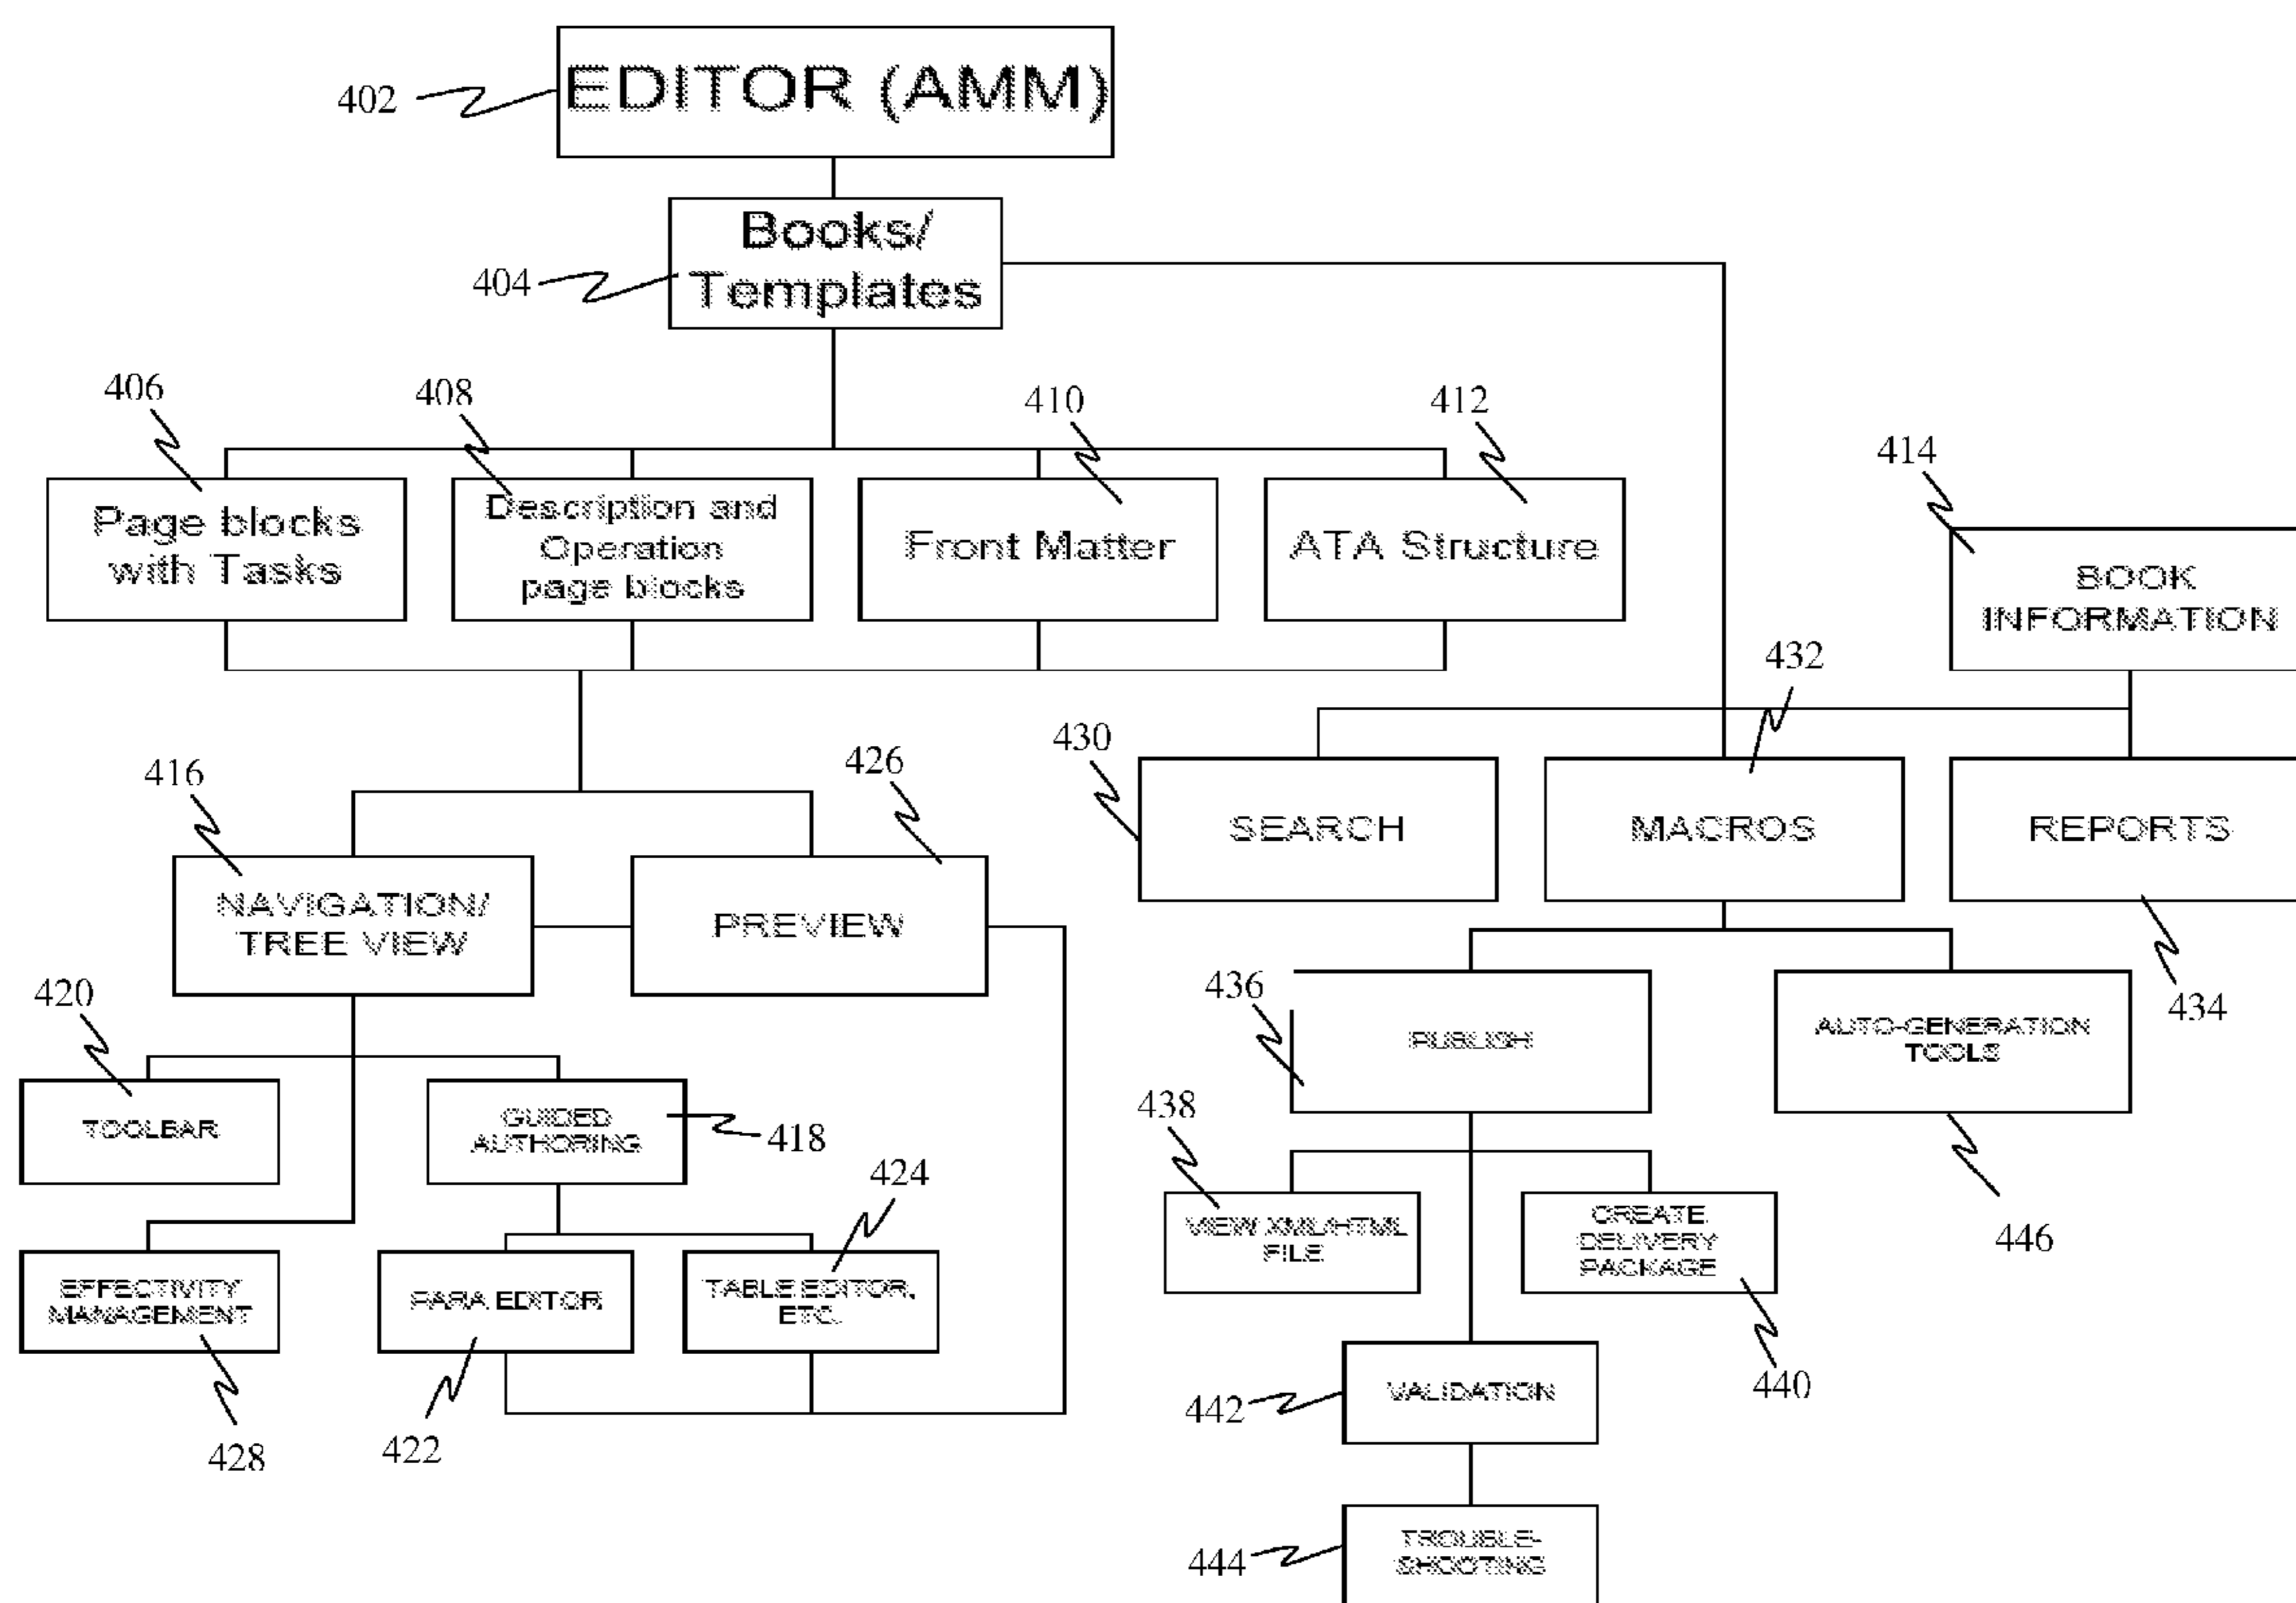 EDITOR (AMM)
402
Books/
Templates
404
406
408
410
412
414
Page blocks
with Tasks
Description and
Operation
page blocks
Front Matter
ATA Structure
BOOK
INFORMATION
432
430
416
426
SEARCH
MACROS
REPORTS
NAVIGATION/
TREE VIEW
PREVIEW
420
436
434
PUBLISH
AUTO-GENERATION
TOOLS
TOOLBAR
GUIDED
AUTHORING
418
438
424
VIEW XML/HTML
FILE
CREATE
DELIVERY
PACKAGE
446
EFFECTIVITY
MANAGEMENT
PARA EDITOR
TABLE EDITOR,
ETC.
VALIDATION
440
442
428
422
TROUBLE-
SHOOTING
444